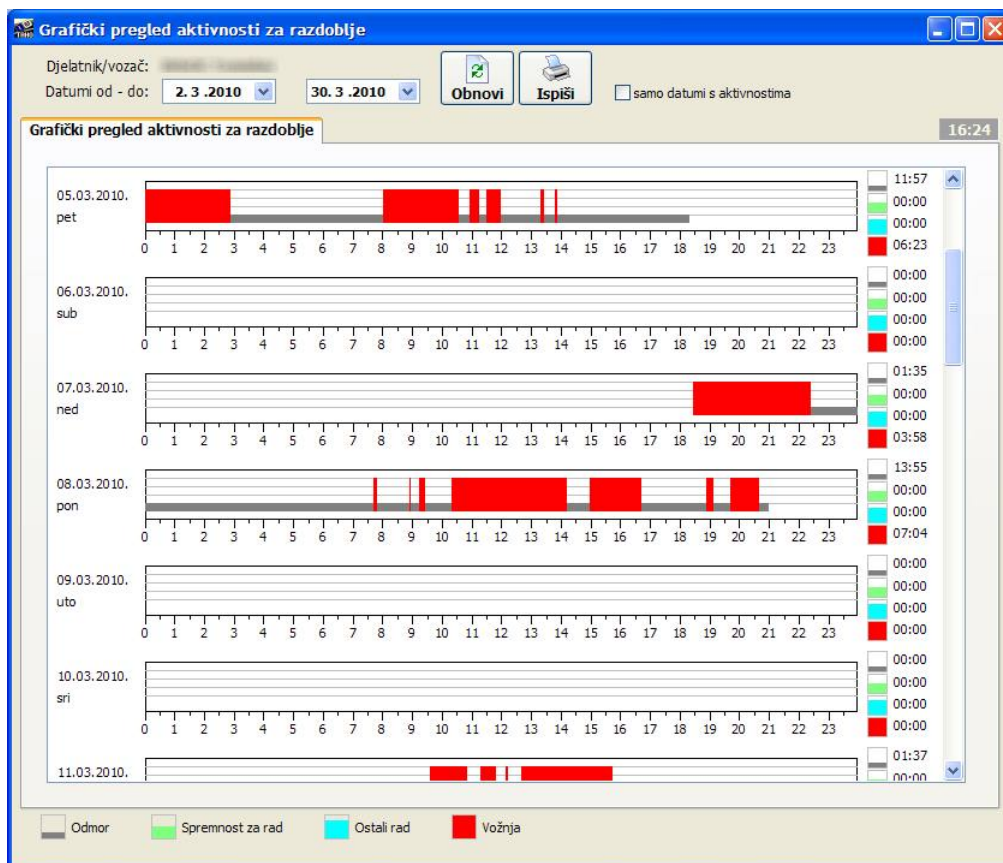 Grafički pregled aktivnosti za razdoblje
Djelatnik/vozač:
Datumi od - do: 2. 3 .2010 30. 3 .2010 Obnovi Ispiši samo datumi s aktivnostima
Grafički pregled aktivnosti za razdoblje 16:24
05.03.2010. 11:57
pet 00:00
00:00
0 1 2 3 4 5 6 7 8 9 10 11 12 13 14 15 16 17 18 19 20 21 22 23 06:23
06.03.2010. 00:00
sub 00:00
00:00
0 1 2 3 4 5 6 7 8 9 10 11 12 13 14 15 16 17 18 19 20 21 22 23 00:00
07.03.2010. 01:35
ned 00:00
00:00
0 1 2 3 4 5 6 7 8 9 10 11 12 13 14 15 16 17 18 19 20 21 22 23 03:58
08.03.2010. 13:55
pon 00:00
00:00
0 1 2 3 4 5 6 7 8 9 10 11 12 13 14 15 16 17 18 19 20 21 22 23 07:04
09.03.2010. 00:00
uto 00:00
00:00
0 1 2 3 4 5 6 7 8 9 10 11 12 13 14 15 16 17 18 19 20 21 22 23 00:00
10.03.2010. 00:00
sri 00:00
00:00
0 1 2 3 4 5 6 7 8 9 10 11 12 13 14 15 16 17 18 19 20 21 22 23 00:00
11.03.2010. 01:37
00:00
Odmor Spremnost za rad Ostali rad Vožnja